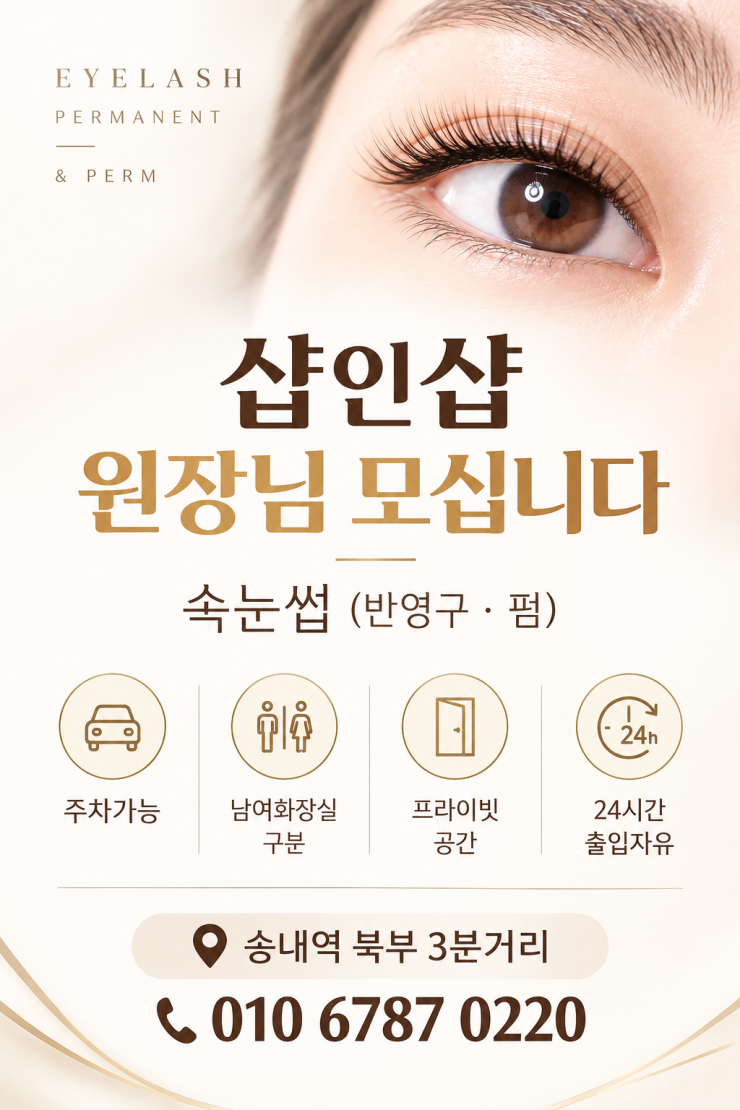 EYELASH
PERMANENT
& PERM
샵인샵
원장님 모십니다
속눈썹 (반영구 · 펌)
주차가능
남여화장실
구분
프라이빗
공간
24h
24시간
출입자유
송내역 북부 3분거리
010 6787 0220